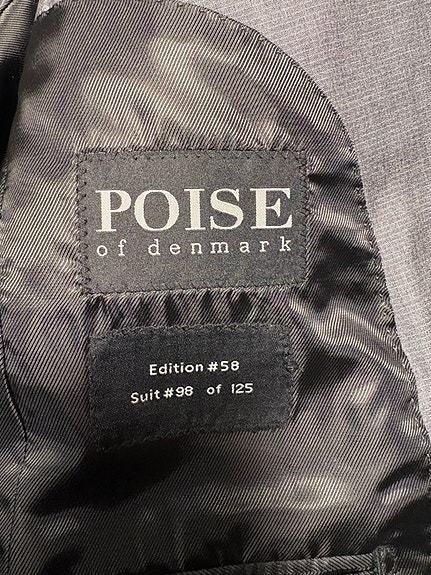 POISE
of denmark
Edition #58
Suit #98 of 125